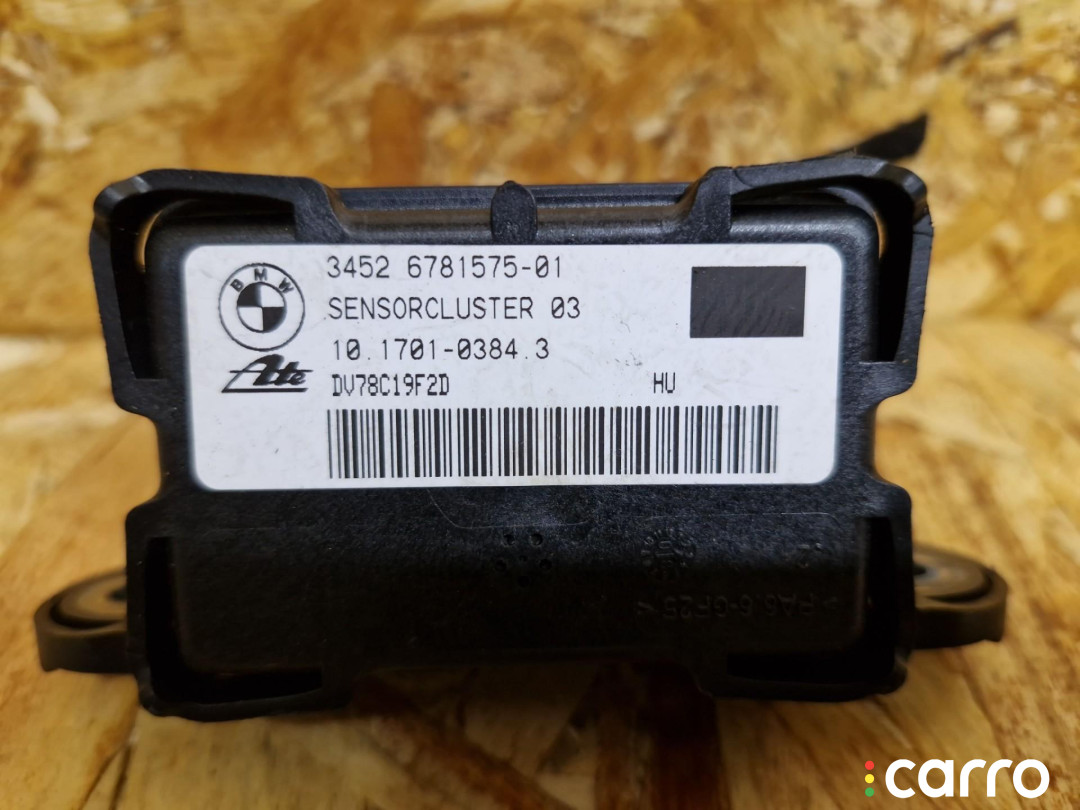 BMW
3452 6781575-01
SENSORCLUSTER 03
Ate
10.1701-0384.3
DV78C19F2D HU
carro